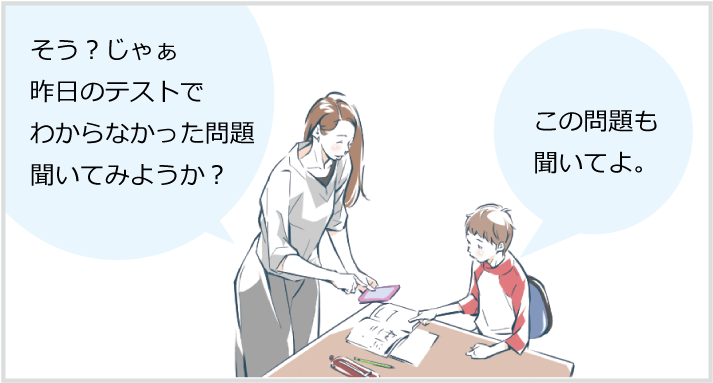 そう？じゃぁ
昨日のテストで
わからなかった問題
聞いてみようか？
この問題も
聞いてよ。